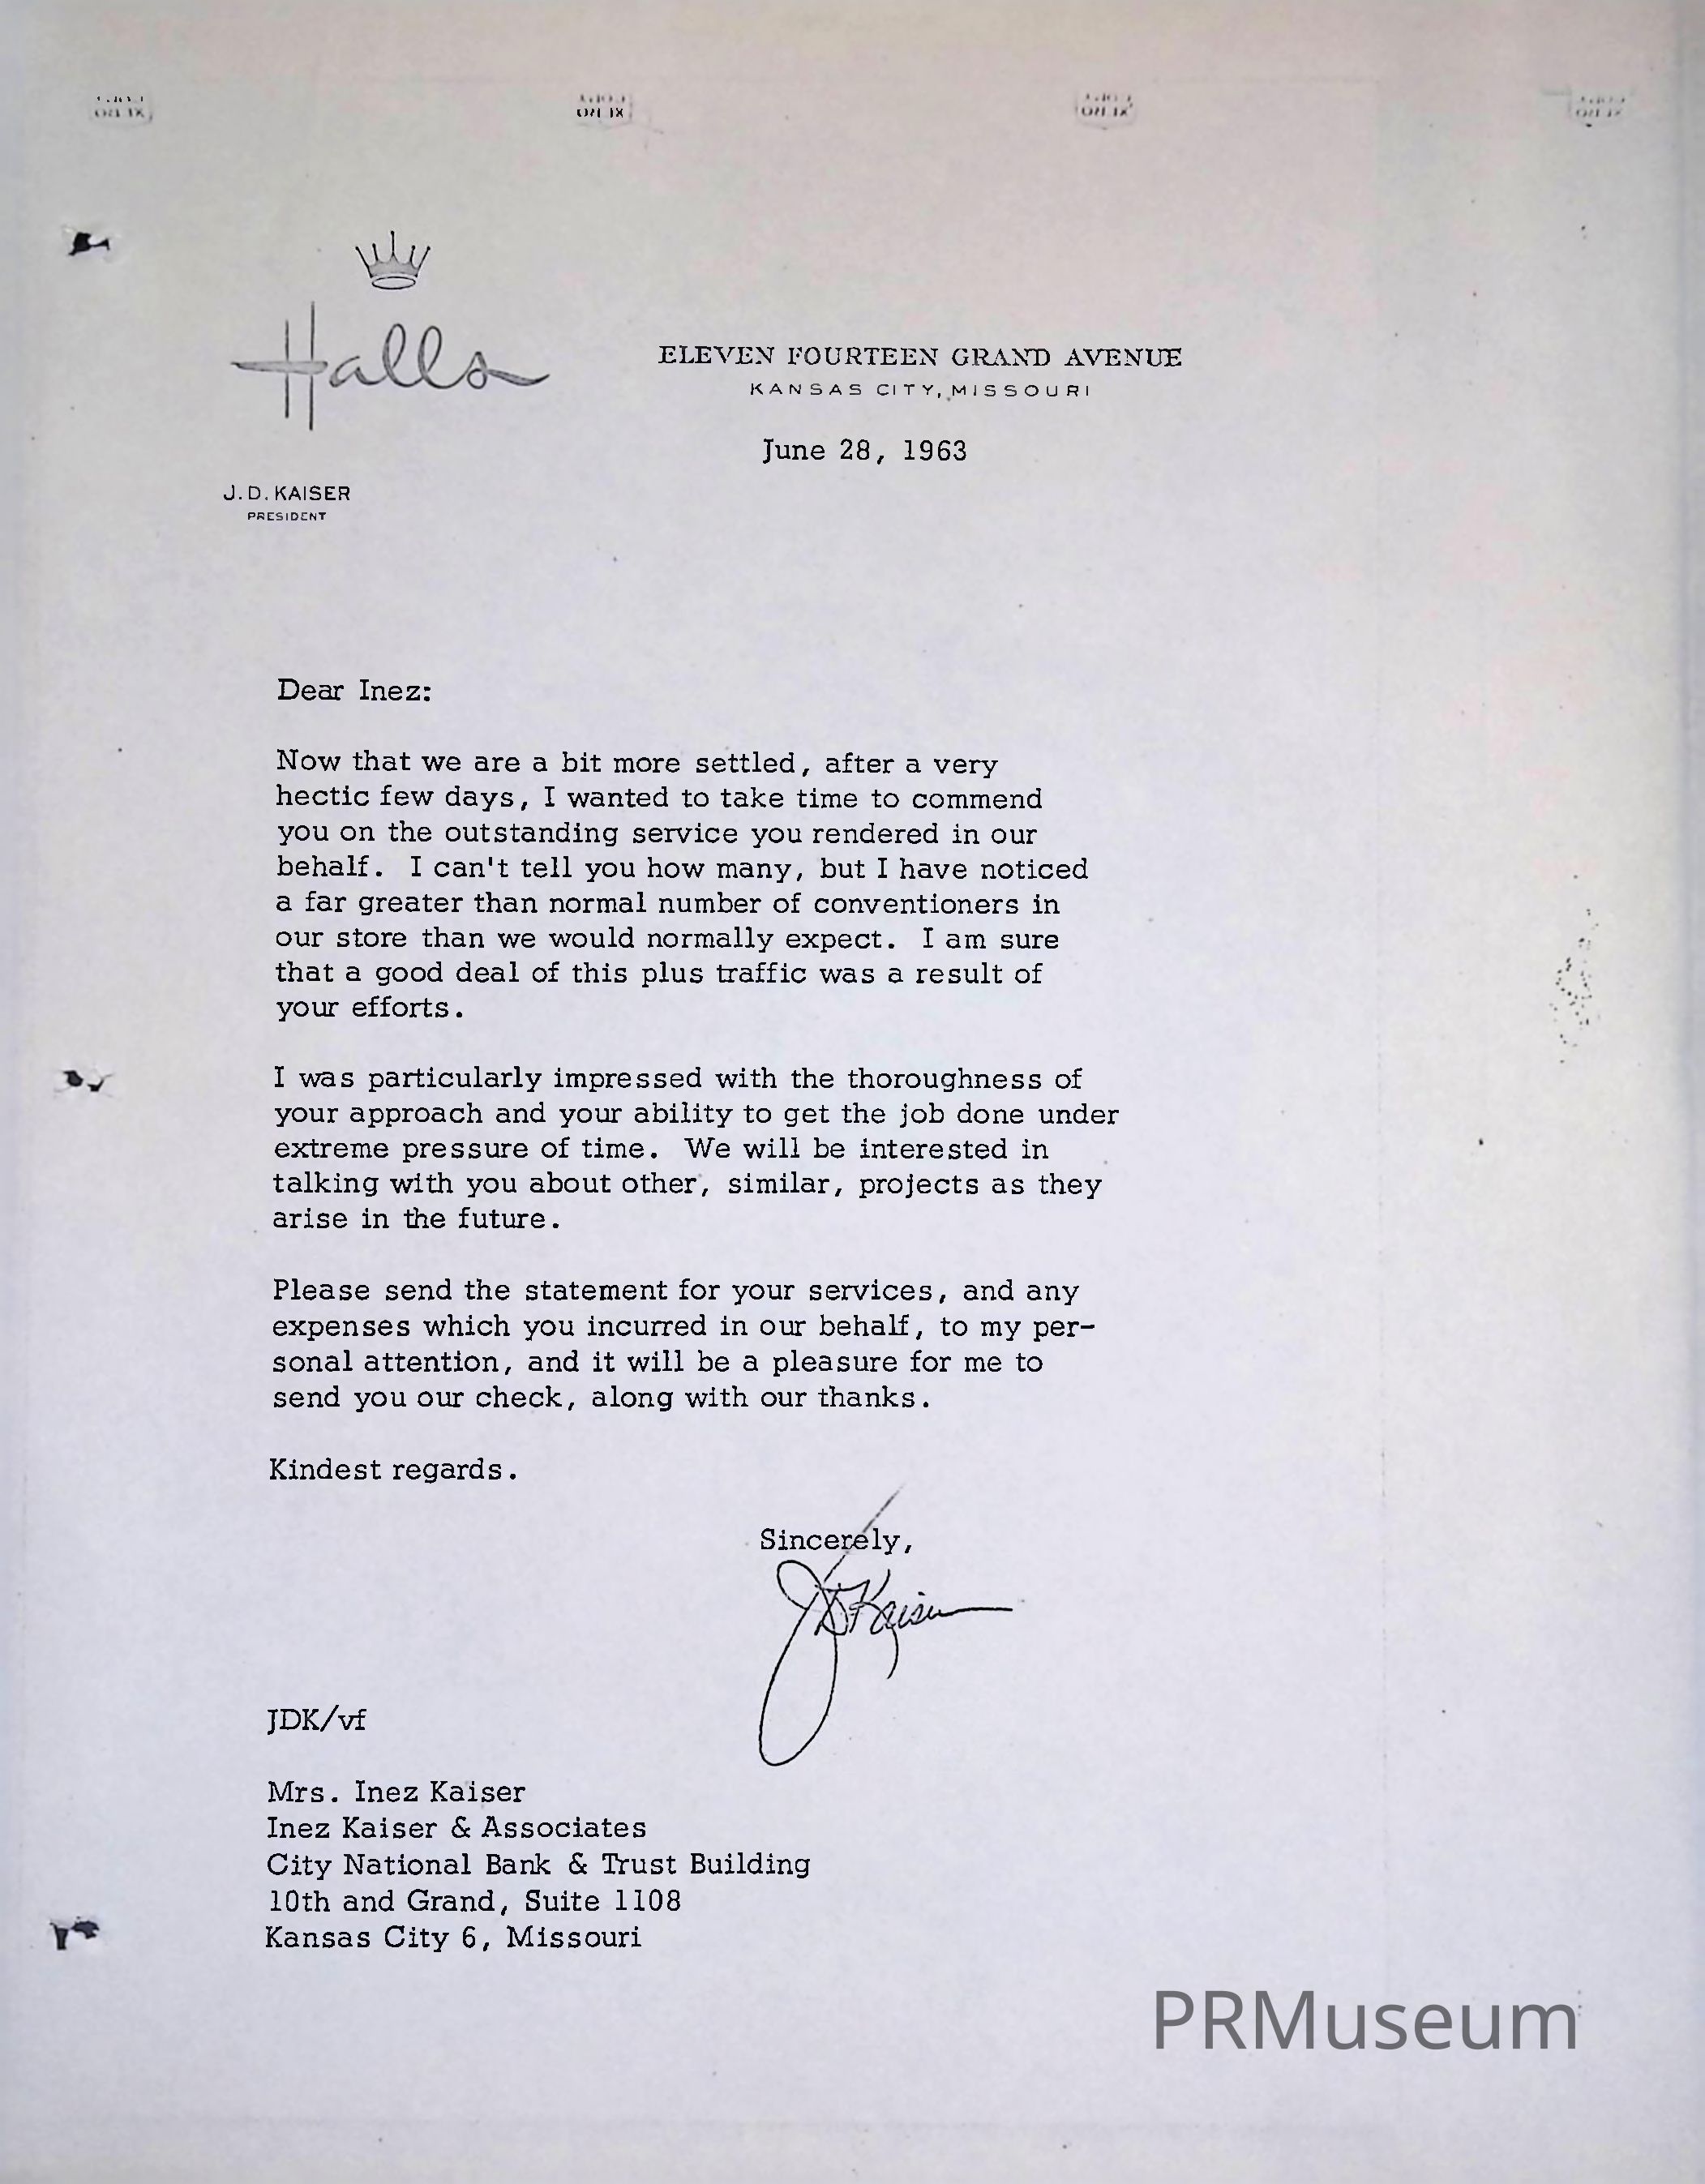 XERO
COPY
XERO
COPY
XERO
COPY
XERO
COPY
Halls
ELEVEN FOURTEEN GRAND AVENUE
KANSAS CITY, MISSOURI
June 28, 1963
J. D. KAISER
PRESIDENT
Dear Inez:
Now that we are a bit more settled, after a very
hectic few days, I wanted to take time to commend
you on the outstanding service you rendered in our
behalf. I can't tell you how many, but I have noticed
a far greater than normal number of conventioners in
our store than we would normally expect. I am sure
that a good deal of this plus traffic was a result of
your efforts.
I was particularly impressed with the thoroughness of
your approach and your ability to get the job done under
extreme pressure of time. We will be interested in
talking with you about other, similar, projects as they
arise in the future.
Please send the statement for your services, and any
expenses which you incurred in our behalf, to my per-
sonal attention, and it will be a pleasure for me to
send you our check, along with our thanks.
Kindest regards.
Sincerely,
JDKaiser
JDK/vf
Mrs. Inez Kaiser
Inez Kaiser & Associates
City National Bank & Trust Building
10th and Grand, Suite 1108
Kansas City 6, Missouri
PRMuseum